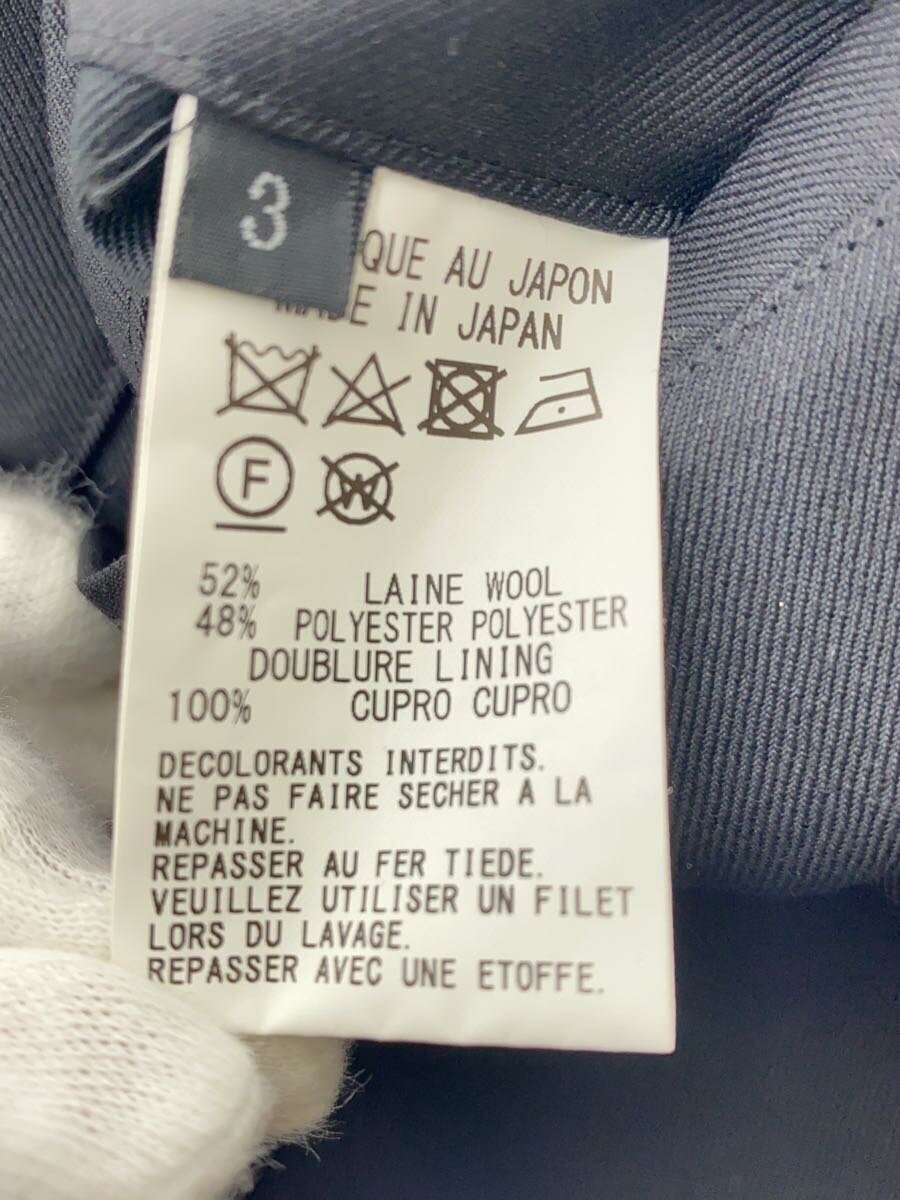 3
QUE AU JAPON
MADE IN JAPAN
F
W
52% LAINE WOOL
48% POLYESTER POLYESTER
DOUBLURE LINING
100% CUPRO CUPRO
DECOLORANTS INTERDITS.
NE PAS FAIRE SECHER A LA
MACHINE.
REPASSER AU FER TIEDE.
VEUILLEZ UTILISER UN FILET
LORS DU LAVAGE.
REPASSER AVEC UNE ETOFFE.